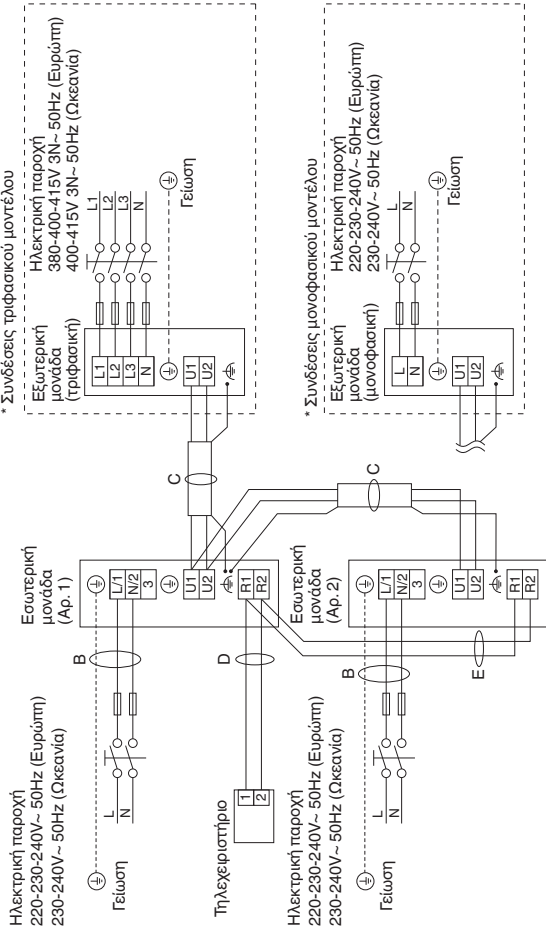 * Συνδέσεις τριφασικού μοντέλου
Ηλεκτρική παροχή
380-400-415V 3N~ 50Hz (Ευρώπη)
400-415V 3N~ 50Hz (Ωκεανία)
Εξωτερική
μονάδα
(τριφασική)
L1
L2
L3
N
L1
L2
L3
N
Γείωση
U1
U2
* Συνδέσεις μονοφασικού μοντέλου
Ηλεκτρική παροχή
220-230-240V~ 50Hz (Ευρώπη)
230-240V~ 50Hz (Ωκεανία)
Εξωτερική
μονάδα
(μονοφασική)
L
N
L
N
Γείωση
U1
U2
C
C
Εσωτερική
μονάδα
(Αρ. 1)
L/1
N/2
3
U1
U2
R1
R2
Εσωτερική
μονάδα
(Αρ. 2)
L/1
N/2
3
U1
U2
R1
R2
B
D
B
E
Ηλεκτρική παροχή
220-230-240V~ 50Hz (Ευρώπη)
230-240V~ 50Hz (Ωκεανία)
L
N
Γείωση
Τηλεχειριστήριο
1
2
Ηλεκτρική παροχή
220-230-240V~ 50Hz (Ευρώπη)
230-240V~ 50Hz (Ωκεανία)
L
N
Γείωση